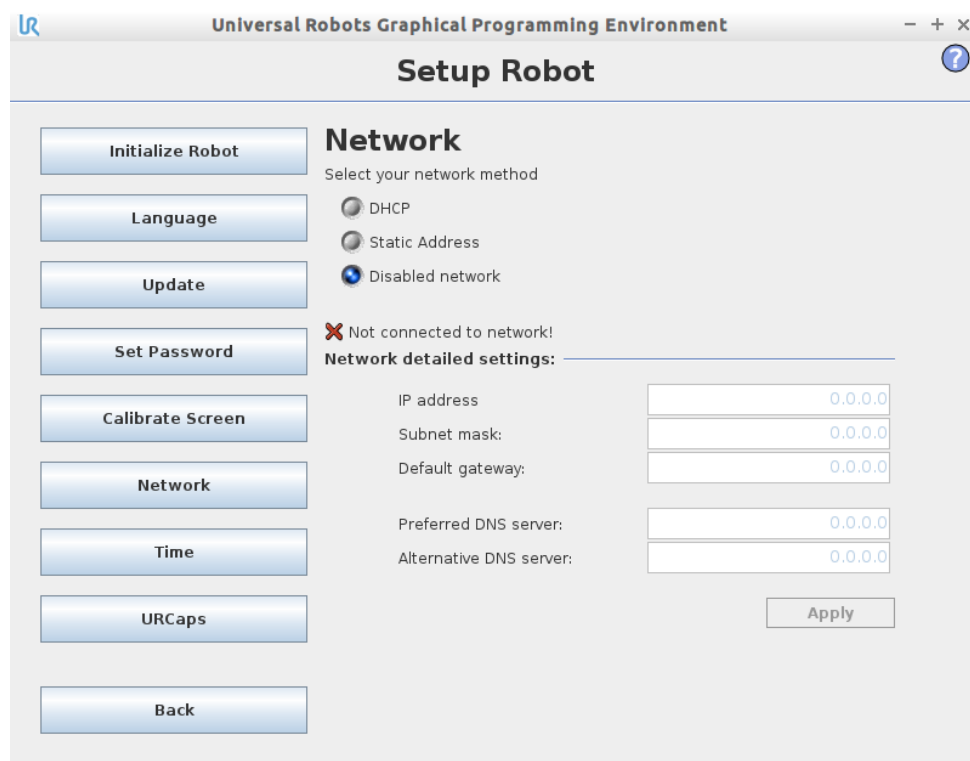 UR
Universal Robots Graphical Programming Environment
Setup Robot
?
Initialize Robot
Language
Update
Set Password
Calibrate Screen
Network
Time
URCaps
Back
Network
Select your network method
DHCP
Static Address
Disabled network
Not connected to network!
Network detailed settings:
IP address 0.0.0.0
Subnet mask: 0.0.0.0
Default gateway: 0.0.0.0
Preferred DNS server: 0.0.0.0
Alternative DNS server: 0.0.0.0
Apply